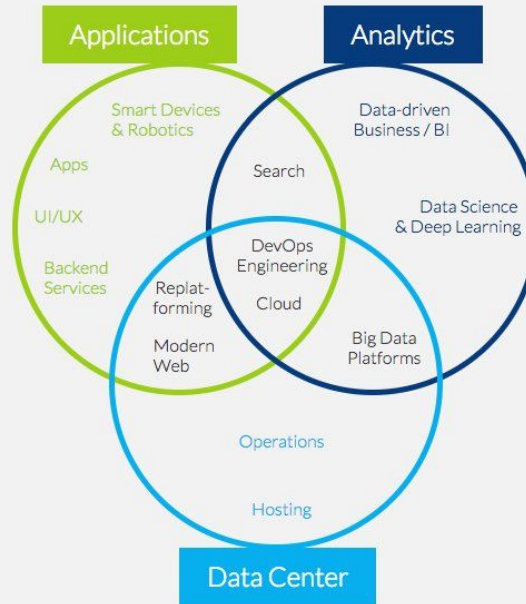 Applications
Analytics
Smart Devices
& Robotics
Apps
UI/UX
Backend
Services
Search
Data-driven
Business / BI
Data Science
& Deep Learning
DevOps
Engineering
Cloud
Replat-
forming
Modern
Web
Big Data
Platforms
Operations
Hosting
Data Center